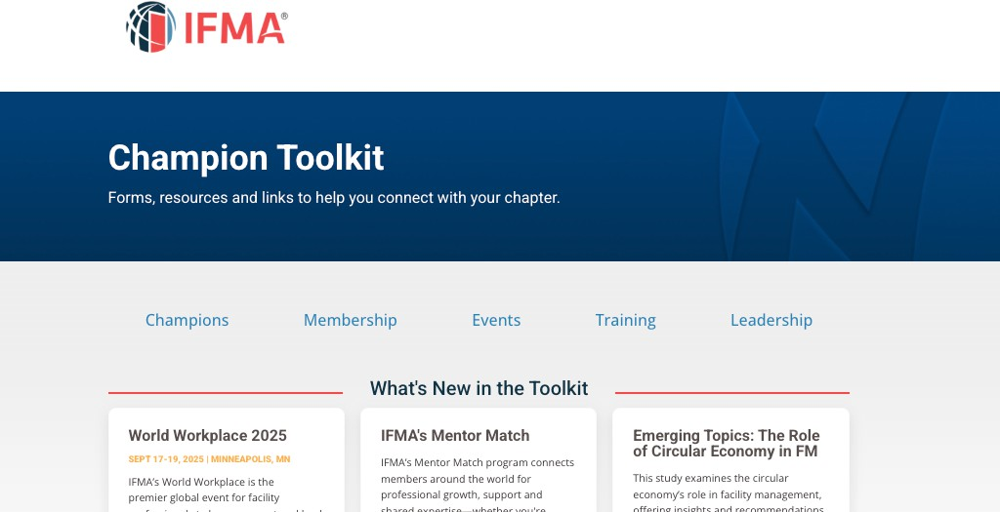 IFMA®
Champion Toolkit
Forms, resources and links to help you connect with your chapter.
Champions Membership Events Training Leadership
What's New in the Toolkit
World Workplace 2025
SEPT 17-19, 2025 | MINNEAPOLIS, MN
IFMA’s World Workplace is the
premier global event for facility
IFMA's Mentor Match
IFMA’s Mentor Match program connects
members around the world for
professional growth, support and
shared expertise—whether you're
Emerging Topics: The Role
of Circular Economy in FM
This study examines the circular
economy’s role in facility management,
offering insights and recommendations